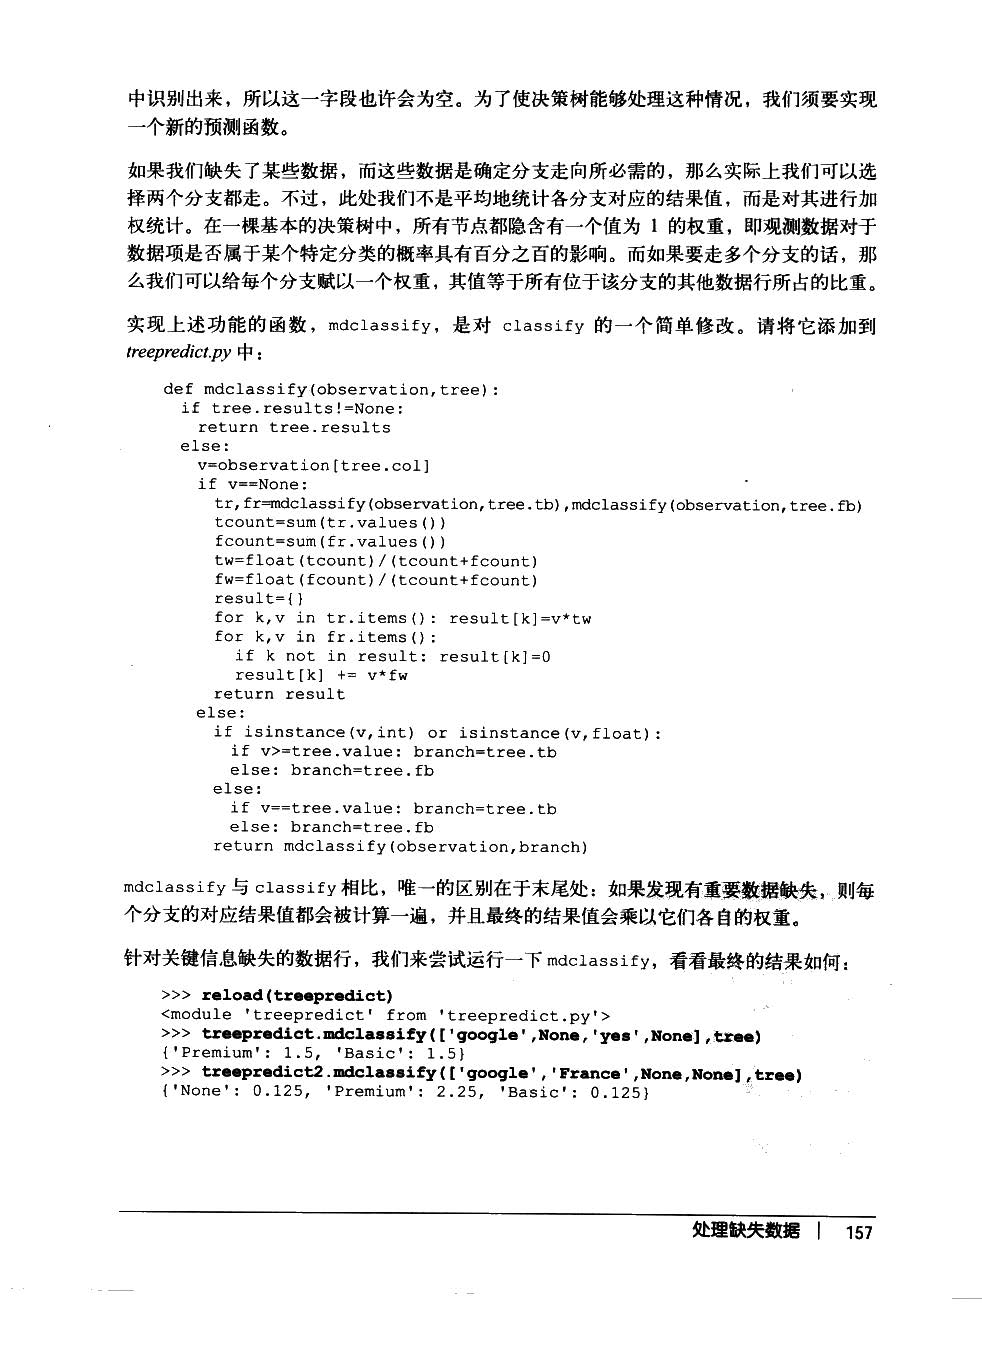 中识别出来，所以这一字段也许会为空。为了使决策树能够处理这种情况，我们须要实现
一个新的预测函数。
如果我们缺失了某些数据，而这些数据是确定分支走向所必需的，那么实际上我们可以选
择两个分支都走。不过，此处我们不是平均地统计各分支对应的结果值，而是对其进行加
权统计。在一棵基本的决策树中，所有节点都隐含有一个值为 1 的权重，即观测数据对于
数据项是否属于某个特定分类的概率具有百分之百的影响。而如果要走多个分支的话，那
么我们可以给每个分支赋以一个权重，其值等于所有位于该分支的其他数据行所占的比重。
实现上述功能的函数，mdclassify，是对 classify 的一个简单修改。请将它添加到
treepredict.py 中：
def mdclassify(observation,tree):
  if tree.results!=None:
    return tree.results
  else:
    v=observation[tree.col]
    if v==None:
      tr,fr=mdclassify(observation,tree.tb),mdclassify(observation,tree.fb)
      tcount=sum(tr.values())
      fcount=sum(fr.values())
      tw=float(tcount)/(tcount+fcount)
      fw=float(fcount)/(tcount+fcount)
      result={}
      for k,v in tr.items(): result[k]=v*tw
      for k,v in fr.items():
        if k not in result: result[k]=0
        result[k] += v*fw
      return result
    else:
      if isinstance(v,int) or isinstance(v,float):
        if v>=tree.value: branch=tree.tb
        else: branch=tree.fb
      else:
        if v==tree.value: branch=tree.tb
        else: branch=tree.fb
      return mdclassify(observation,branch)
mdclassify 与 classify 相比，唯一的区别在于末尾处：如果发现有重要数据缺失，则每
个分支的对应结果值都会被计算一遍，并且最终的结果值会乘以它们各自的权重。
针对关键信息缺失的数据行，我们来尝试运行一下 mdclassify，看看最终的结果如何：
>>> reload(treepredict)
<module 'treepredict' from 'treepredict.py'>
>>> treepredict.mdclassify(['google',None,'yes',None],tree)
{'Premium': 1.5, 'Basic': 1.5}
>>> treepredict2.mdclassify(['google','France',None,None],tree)
{'None': 0.125, 'Premium': 2.25, 'Basic': 0.125}
处理缺失数据 | 157